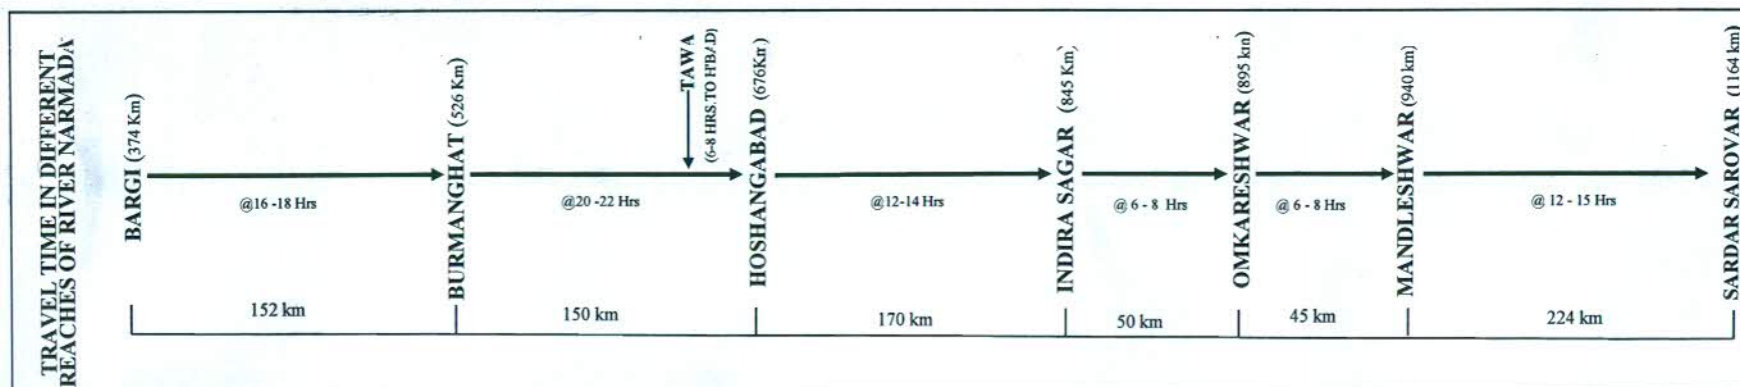 TRAVEL TIME IN DIFFERENT
REACHES OF RIVER NARMADA
BARGI (374 Km)
@16 -18 Hrs
BURMANGHAT (526 Km)
@20 -22 Hrs
TAWA
(6-8 HRS.TO H'BAD)
HOSHANGABAD (676Km)
@12-14 Hrs
INDIRA SAGAR (845 Km)
@ 6 - 8 Hrs
OMKARESHWAR (895 km)
@ 6 - 8 Hrs
MANDLESHWAR (940 km)
@ 12 - 15 Hrs
SARDAR SAROVAR (1164 km)
152 km
150 km
170 km
50 km
45 km
224 km